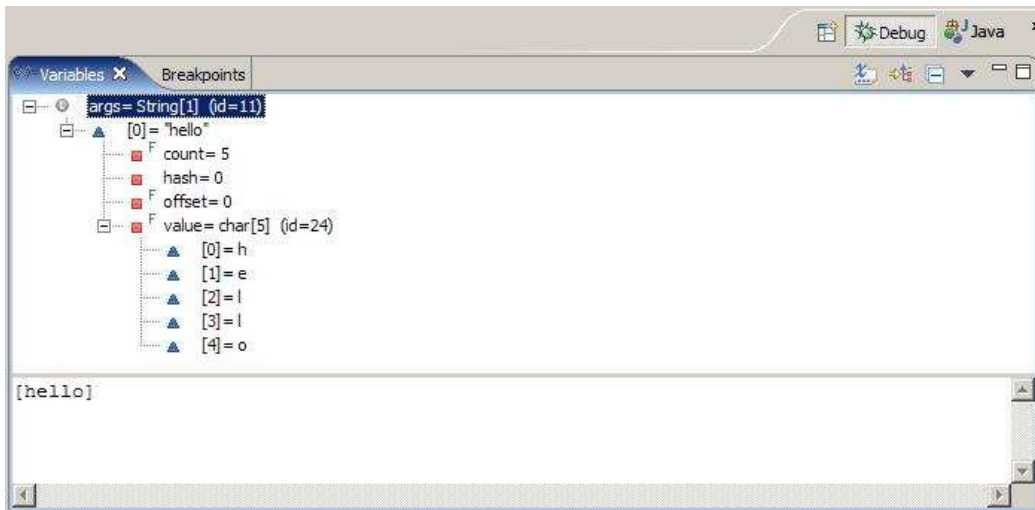 Debug Java
Variables Breakpoints
args= String[1] (id=11)
[0]= "hello"
F count= 5
hash= 0
F offset= 0
F value= char[5] (id=24)
[0]= h
[1]= e
[2]= l
[3]= l
[4]= o
[hello]